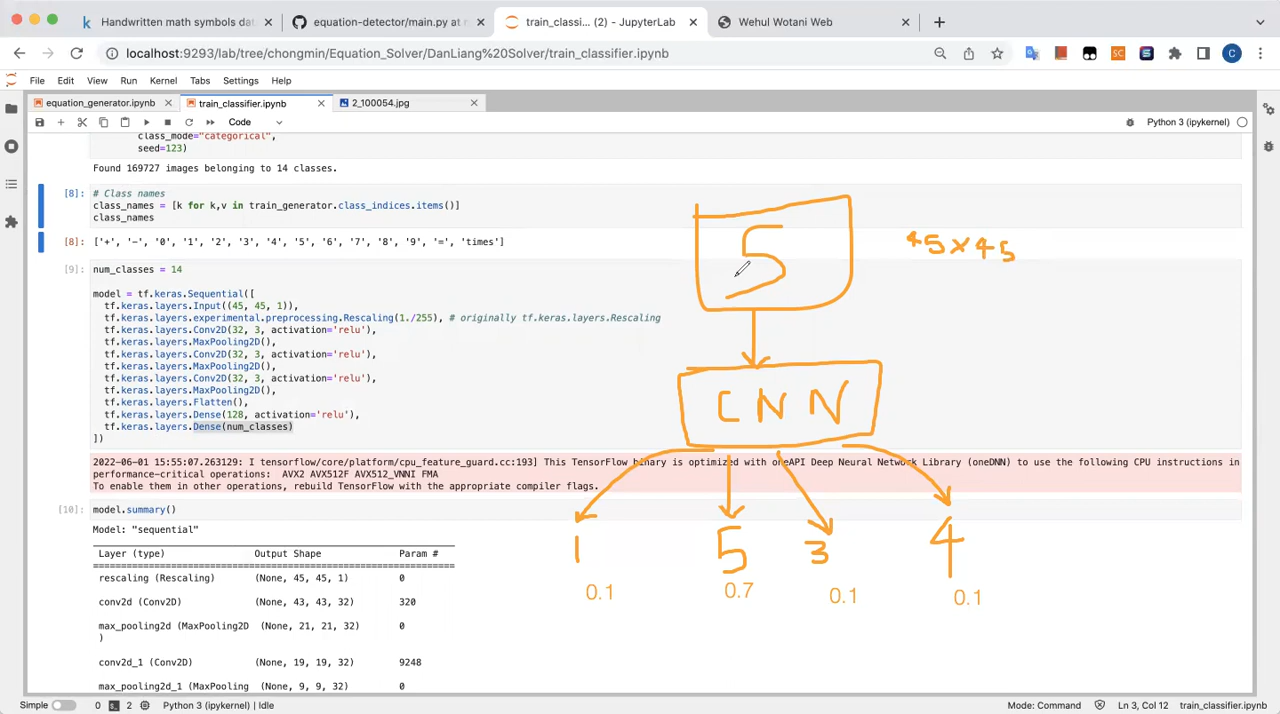 Handwritten math symbols dat
equation-detector/main.py at m
train_classi… (2) - JupyterLab
Wehul Wotani Web
localhost:9293/lab/tree/chongmin/Equation_Solver/DanLiang%20Solver/train_classifier.ipynb
File Edit View Run Kernel Tabs Settings Help
equation_generator.ipynb
train_classifier.ipynb
2_100054.jpg
Code
Python 3 (ipykernel)
class_mode="categorical",
seed=123)
Found 169727 images belonging to 14 classes.
[8]: # Class names
class_names = [k for k,v in train_generator.class_indices.items()]
class_names
[8]: ['+', '-', '0', '1', '2', '3', '4', '5', '6', '7', '8', '9', '=', 'times']
5
45x45
[9]: num_classes = 14
model = tf.keras.Sequential([
tf.keras.layers.Input((45, 45, 1)),
tf.keras.layers.experimental.preprocessing.Rescaling(1./255), # originally tf.keras.layers.Rescaling
tf.keras.layers.Conv2D(32, 3, activation='relu'),
tf.keras.layers.MaxPooling2D(),
tf.keras.layers.Conv2D(32, 3, activation='relu'),
tf.keras.layers.MaxPooling2D(),
tf.keras.layers.Conv2D(32, 3, activation='relu'),
tf.keras.layers.MaxPooling2D(),
tf.keras.layers.Flatten(),
tf.keras.layers.Dense(128, activation='relu'),
tf.keras.layers.Dense(num_classes)
])
CNN
2022-06-01 15:55:07.263129: I tensorflow/core/platform/cpu_feature_guard.cc:193] This TensorFlow binary is optimized with oneAPI Deep Neural Network Library (oneDNN) to use the following CPU instructions in
performance-critical operations: AVX2 AVX512F AVX512_VNNI FMA
To enable them in other operations, rebuild TensorFlow with the appropriate compiler flags.
[10]: model.summary()
Model: "sequential"
Layer (type) Output Shape Param #
rescaling (Rescaling) (None, 45, 45, 1) 0
conv2d (Conv2D) (None, 43, 43, 32) 320
max_pooling2d (MaxPooling2D (None, 21, 21, 32) 0
)
conv2d_1 (Conv2D) (None, 19, 19, 32) 9248
max_pooling2d_1 (MaxPooling (None, 9, 9, 32) 0
1 5 3 4
0.1 0.7 0.1 0.1
Simple 0 2 Python 3 (ipykernel) | Idle
Mode: Command Ln 3, Col 12 train_classifier.ipynb